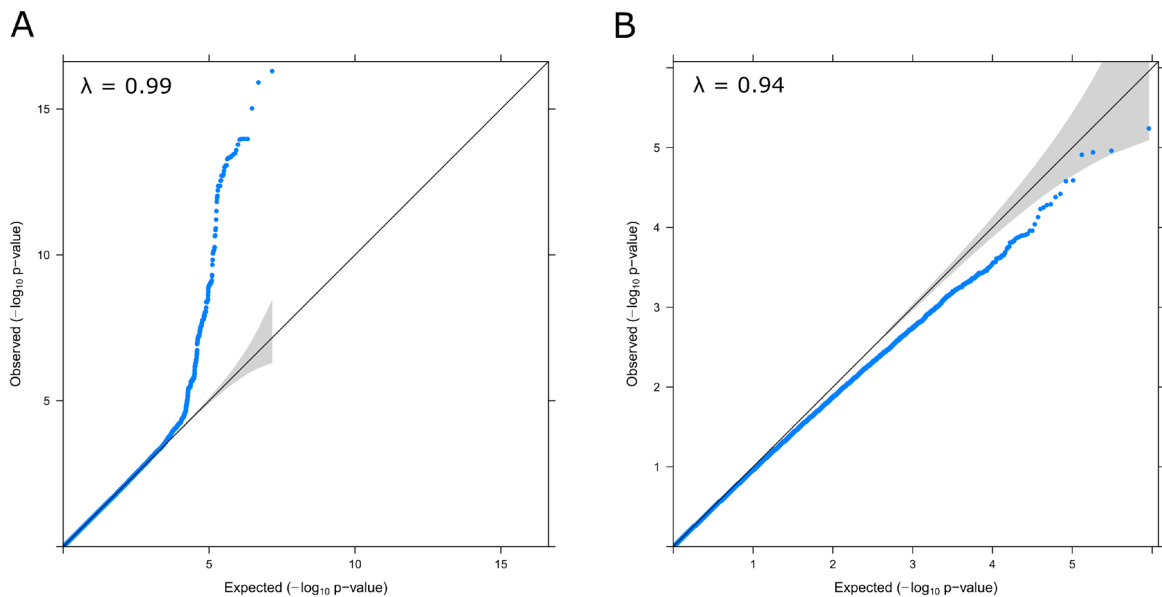 A
λ = 0.99
15
10
5
Observed (−log₁₀ p−value)
5
10
15
Expected (−log₁₀ p−value)
B
λ = 0.94
5
4
3
2
1
Observed (−log₁₀ p−value)
1
2
3
4
5
Expected (−log₁₀ p−value)